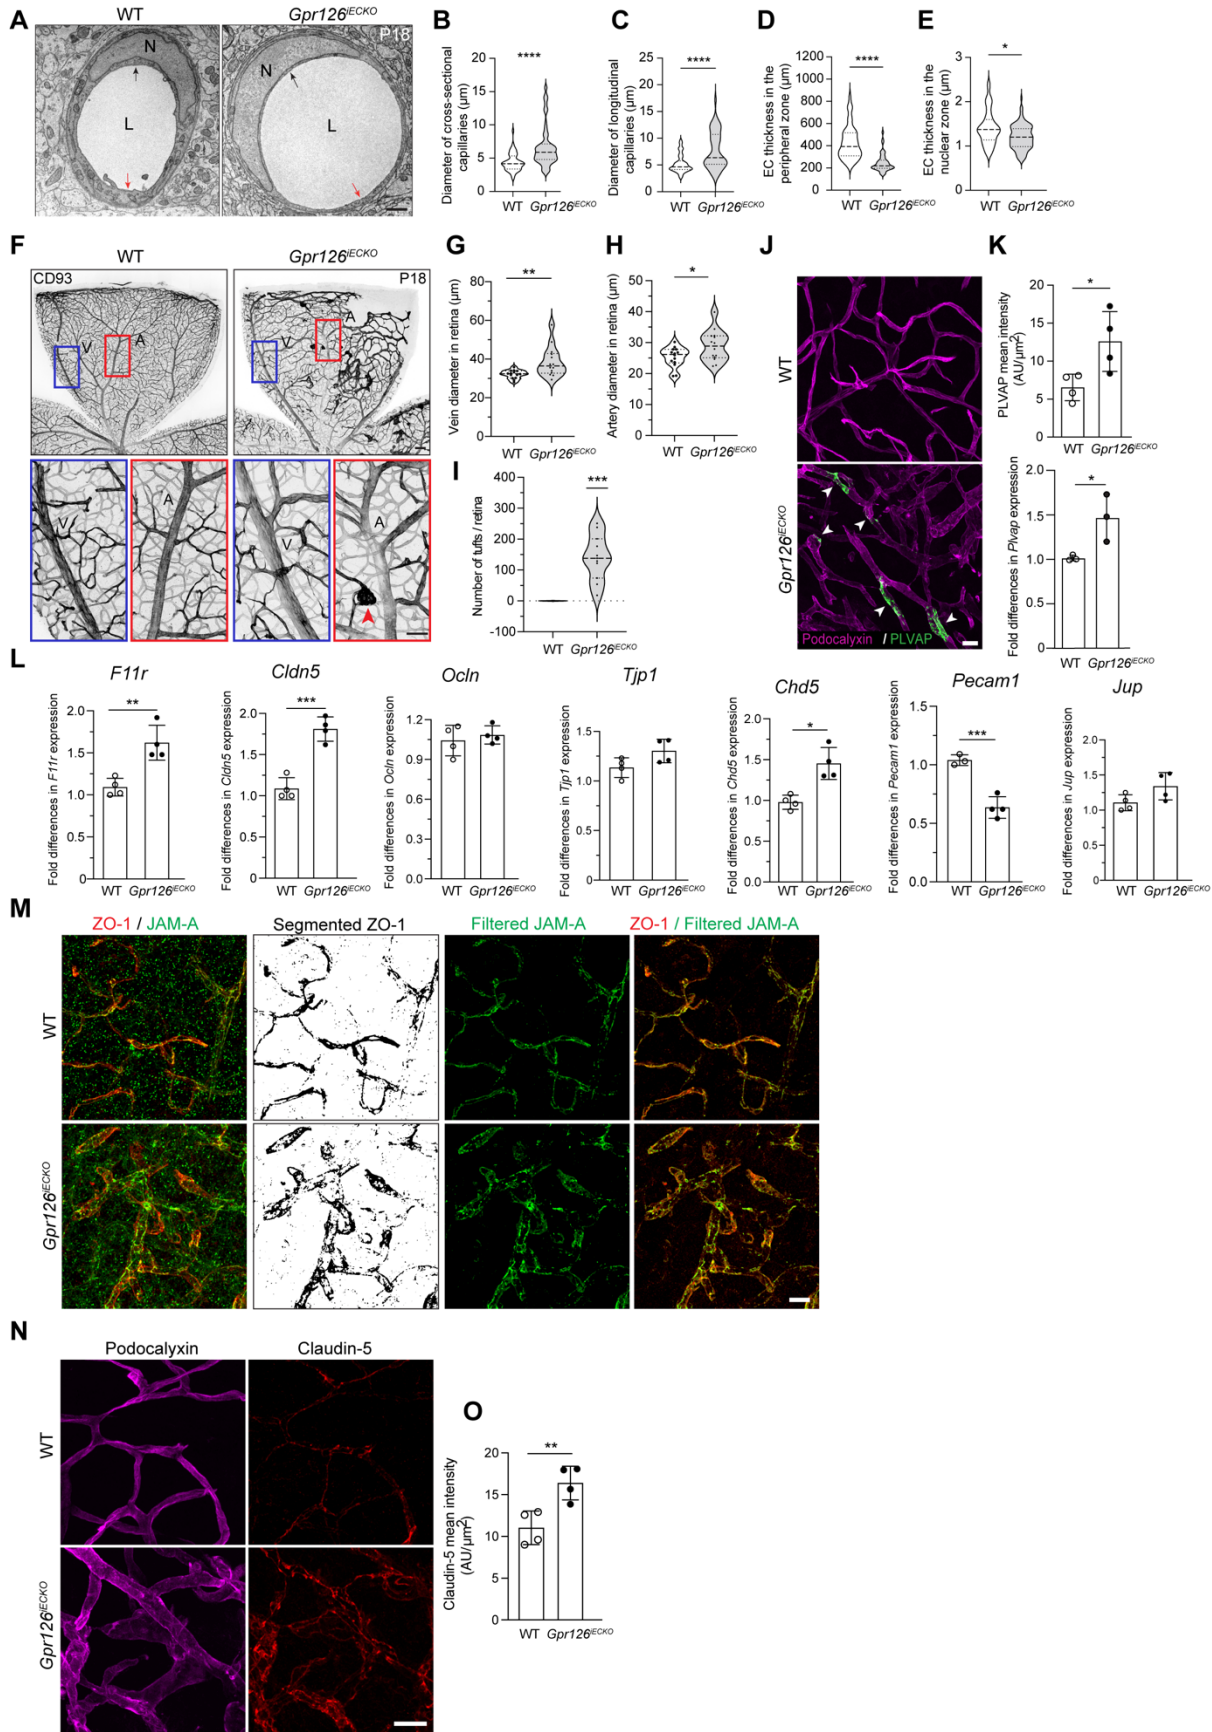 A
WT
Gpr126iECKO
P18
N
L
N
L
B
Diameter of cross-sectional
capillaries (µm)
****
20
15
10
5
0
WT Gpr126iECKO
C
Diameter of longitudinal
capillaries (µm)
****
25
20
15
10
5
0
WT Gpr126iECKO
D
EC thickness in the
peripheral zone (µm)
****
1200
1000
800
600
400
200
0
WT Gpr126iECKO
E
EC thickness in the
nuclear zone (µm)
*
3
2
1
0
WT Gpr126iECKO
F
WT
Gpr126iECKO
CD93
P18
V
A
V
A
V
A
V
A
G
Vein diameter in retina (µm)
**
80
60
40
20
0
WT Gpr126iECKO
H
Artery diameter in retina (µm)
*
50
40
30
20
10
0
WT Gpr126iECKO
I
Number of tufts / retina
***
400
300
200
100
0
-100
WT Gpr126iECKO
J
WT
Gpr126iECKO
Podocalyxin / PLVAP
K
PLVAP mean intensity
(AU/µm²)
*
20
15
10
5
0
WT Gpr126iECKO
Fold differences in Plvap expression
*
2.0
1.5
1.0
0.5
0.0
WT Gpr126iECKO
L
F11r
Fold differences in F11r expression
**
2.0
1.5
1.0
0.5
0.0
WT Gpr126iECKO
Cldn5
Fold differences in Cldn5 expression
***
2.0
1.5
1.0
0.5
0.0
WT Gpr126iECKO
Ocln
Fold differences in Ocln expression
1.2
0.9
0.6
0.3
0.0
WT Gpr126iECKO
Tjp1
Fold differences in Tjp1 expression
1.5
1.0
0.5
0.0
WT Gpr126iECKO
Chd5
Fold differences in Chd5 expression
*
2.0
1.5
1.0
0.5
0.0
WT Gpr126iECKO
Pecam1
Fold differences in Pecam1 expression
***
1.5
1.0
0.5
0.0
WT Gpr126iECKO
Jup
Fold differences in Jup expression
2.0
1.5
1.0
0.5
0.0
WT Gpr126iECKO
M
ZO-1 / JAM-A
Segmented ZO-1
Filtered JAM-A
ZO-1 / Filtered JAM-A
WT
Gpr126iECKO
N
Podocalyxin
Claudin-5
WT
Gpr126iECKO
O
Claudin-5 mean intensity
(AU/µm²)
**
20
15
10
5
0
WT Gpr126iECKO